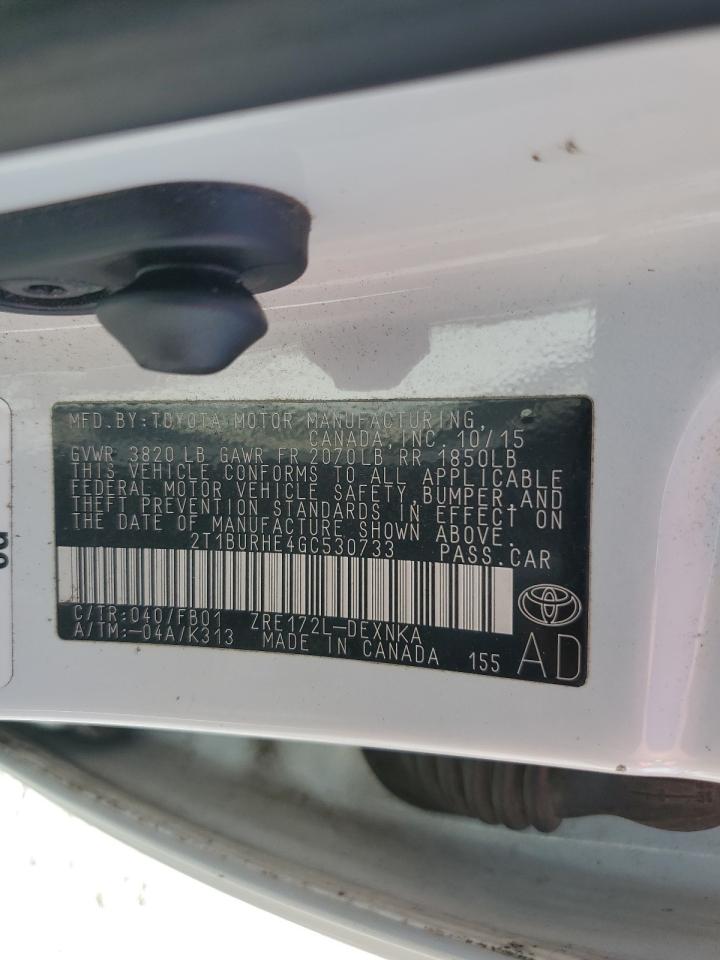 MFD.BY:TOYOTA MOTOR MANUFACTURING,
CANADA, INC. 10/15
GVWR 3820 LB GAWR FR 2070LB RR 1850LB
THIS VEHICLE CONFORMS TO ALL APPLICABLE
FEDERAL MOTOR VEHICLE SAFETY, BUMPER, AND
THEFT PREVENTION STANDARDS IN EFFECT ON
THE DATE OF MANUFACTURE SHOWN ABOVE.
2T1BURHE4GC530733 PASS.CAR
C/TR:040/FB01 ZRE172L-DEXNKA
A/TM:-04A/K313 MADE IN CANADA 155 AD